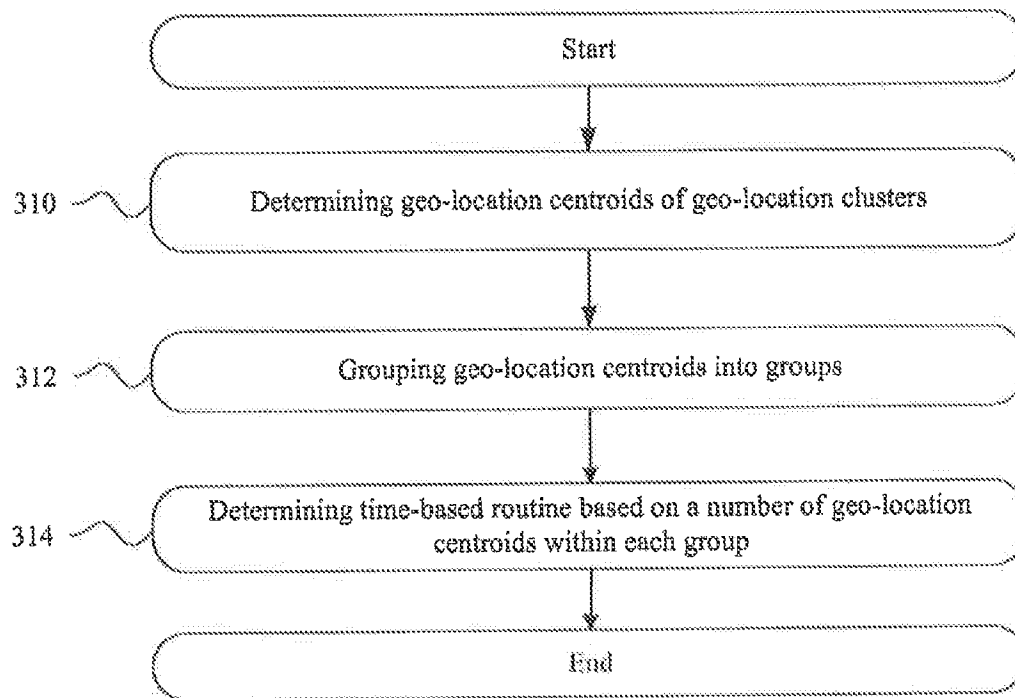 Start
310
Determining geo-location centroids of geo-location clusters
312
Grouping geo-location centroids into groups
314
Determining time-based routine based on a number of geo-location
centroids within each group
End